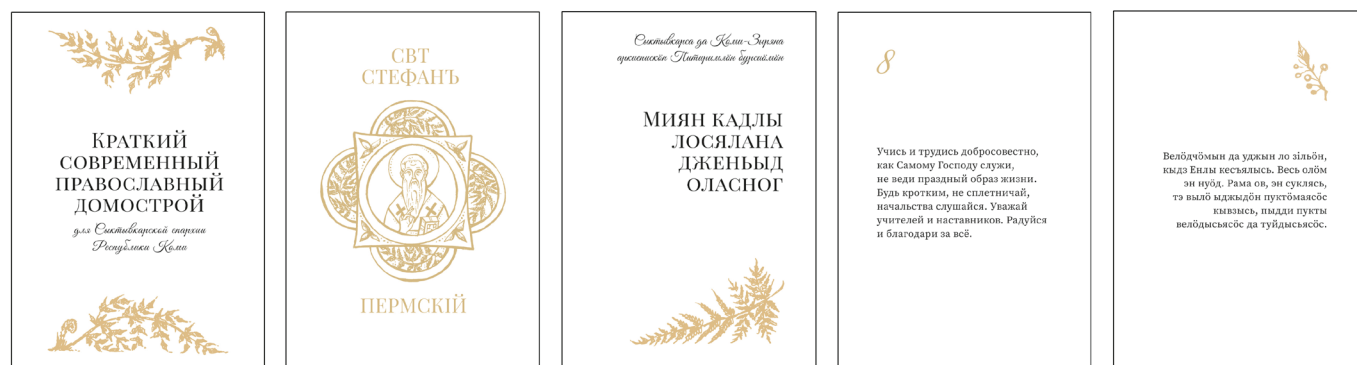 Краткий
современный
православный
домострой
для Сыктывкарской епархии
Республики Коми
СВТ
СТЕФАНЪ
ПЕРМСКІЙ
Сыктывкарса да Коми-Зыряна
архиепископ Питиримлӧн бурсиӧмӧн
Миян кадлы
лосялана
дженьыд
оласног
8
Учись и трудись добросовестно,
как Самому Господу служи,
не веди праздный образ жизни.
Будь кротким, не сплетничай,
начальства слушайся. Уважай
учителей и наставников. Радуйся
и благодари за всё.
Велӧдчӧмын да уджын ло зільӧн,
кыдз Енлы кесъялысь. Весь олӧм
эн нуӧд. Рама ов, эн суклясь,
тэ вылӧ ыджыдӧн пуктӧмаясӧс
кывзысь, пыдди пукты
велӧдысьясӧс да туйдысьясӧс.